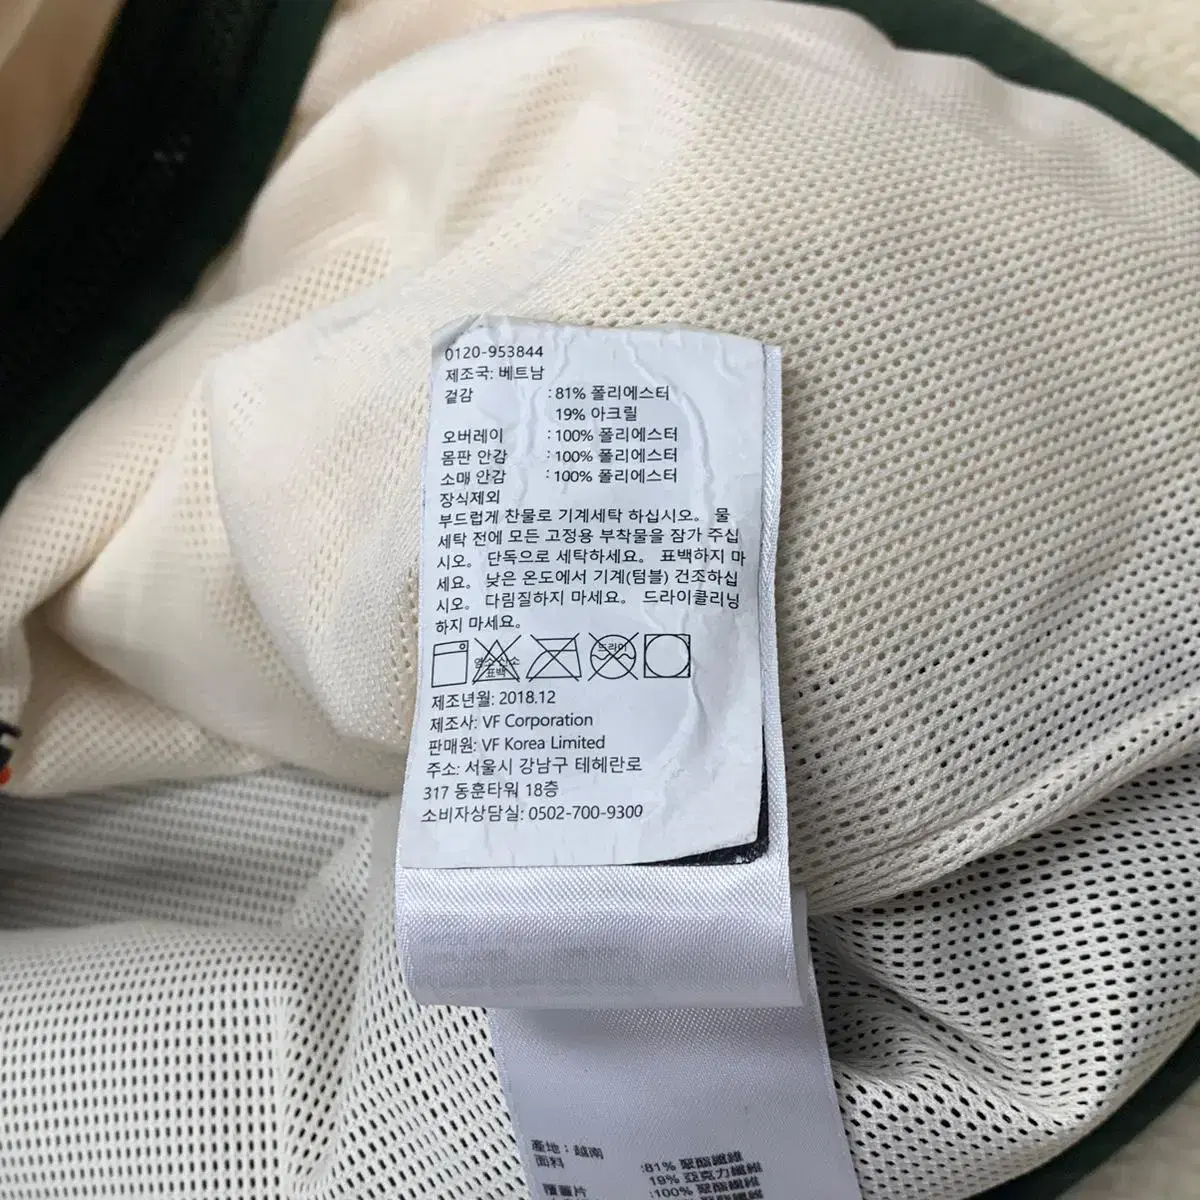 0120-953844
제조국: 베트남
겉감 : 81% 폴리에스터
19% 아크릴
오버레이 : 100% 폴리에스터
몸판 안감 : 100% 폴리에스터
소매 안감 : 100% 폴리에스터
장식제외
부드럽게 찬물로 기계세탁 하십시오. 물
세탁 전에 모든 고정용 부착물을 잠가 주십
시오. 단독으로 세탁하세요. 표백하지 마
세요. 낮은 온도에서 기계(텀블) 건조하십
시오. 다림질하지 마세요. 드라이클리닝
하지 마세요.
표백
드라이
제조년월: 2018.12
제조사: VF Corporation
판매원: VF Korea Limited
주소: 서울시 강남구 테헤란로
317 동훈타워 18층
소비자상담실: 0502-700-9300
產地 : 越南
面料 :81% 聚酯纖維
19% 亞克力纖維
覆蓋片 :100% 聚酯纖維